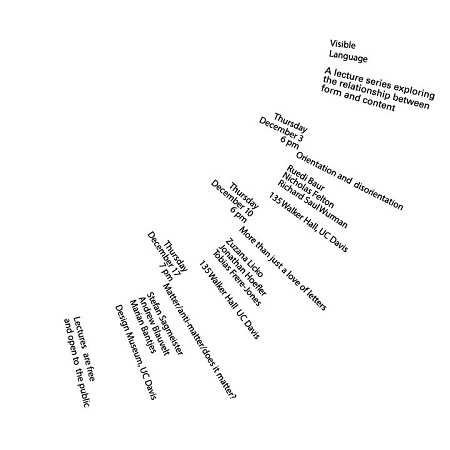 Visible
Language
A lecture series exploring
the relationship between
form and content
Thursday
December 3
6 pm
Orientation and disorientation
Ruedi Baur
Nicholas Felton
Richard Saul Wurman
135 Walker Hall, UC Davis
Thursday
December 10
6 pm
More than just a love of letters
Zuzana Licko
Jonathan Hoefler
Tobias Frere-Jones
135 Walker Hall UC Davis
Thursday
December 17
7 pm
Matter/anti-matter/does it matter?
Stefan Sagmeister
Andrew Blauvelt
Marian Bantjes
Design Museum, UC Davis
Lectures are free
and open to the public